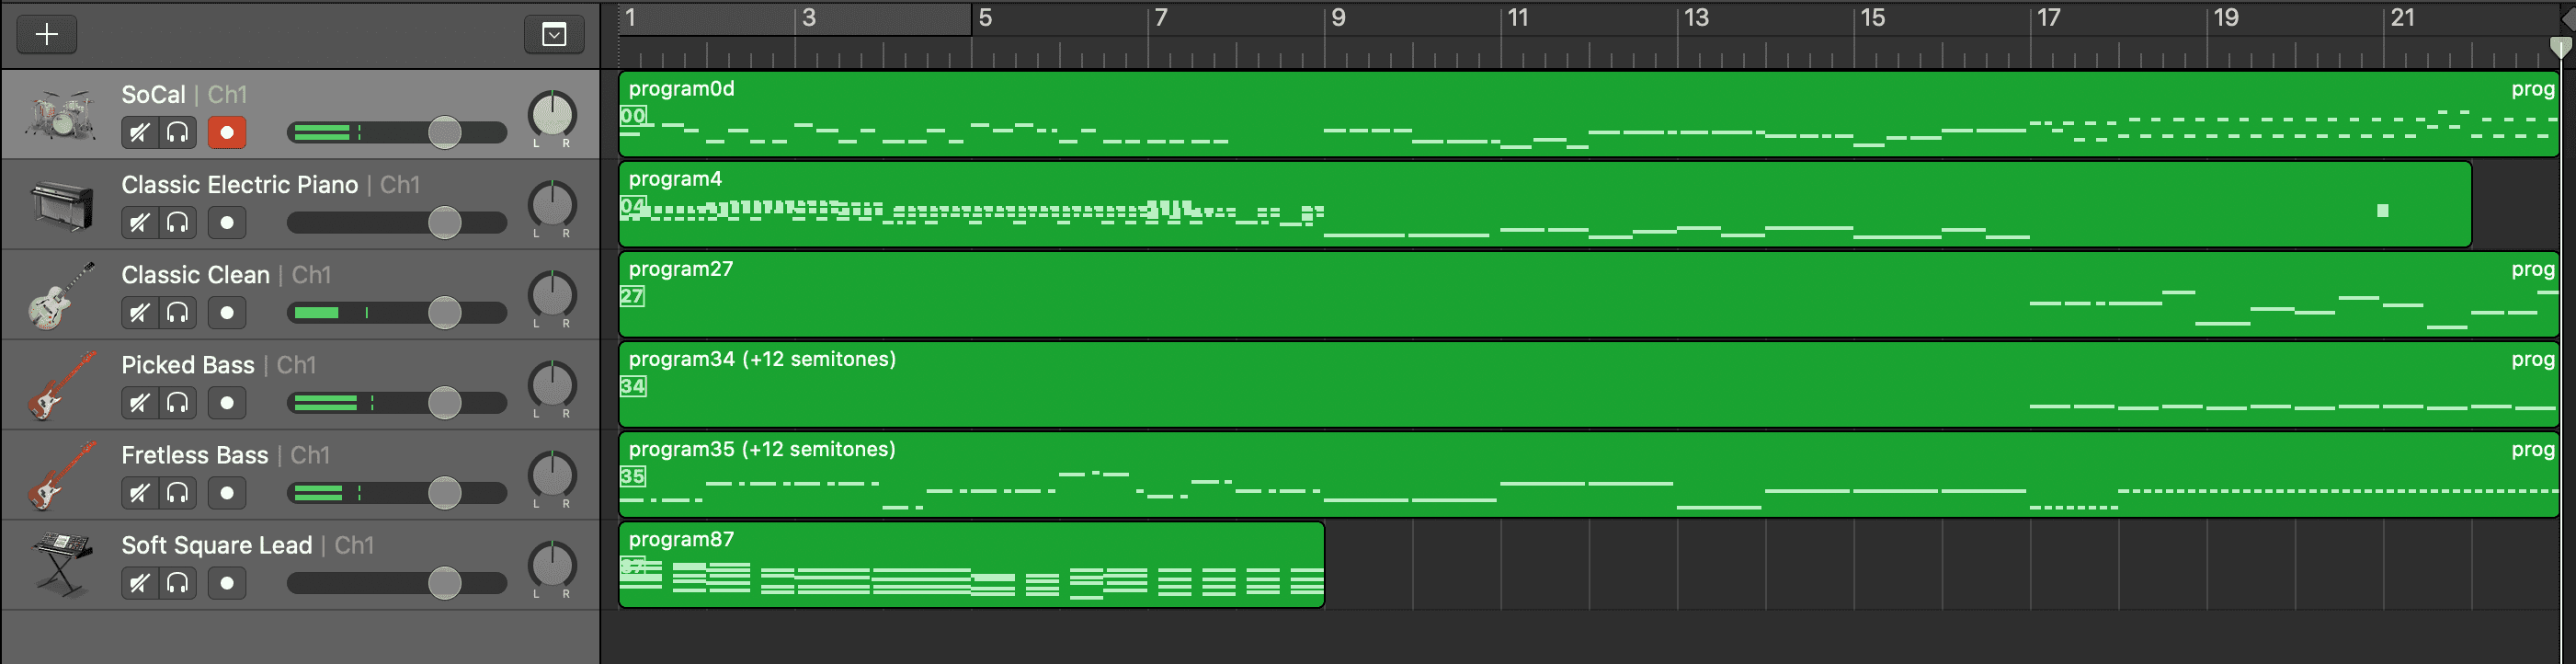 1 3 5 7 9 11 13 15 17 19 21
SoCal | Ch1
L R
program0d prog
00
Classic Electric Piano | Ch1
L R
program4
04
Classic Clean | Ch1
L R
program27 prog
27
Picked Bass | Ch1
L R
program34 (+12 semitones) prog
34
Fretless Bass | Ch1
L R
program35 (+12 semitones) prog
35
Soft Square Lead | Ch1
L R
program87
87